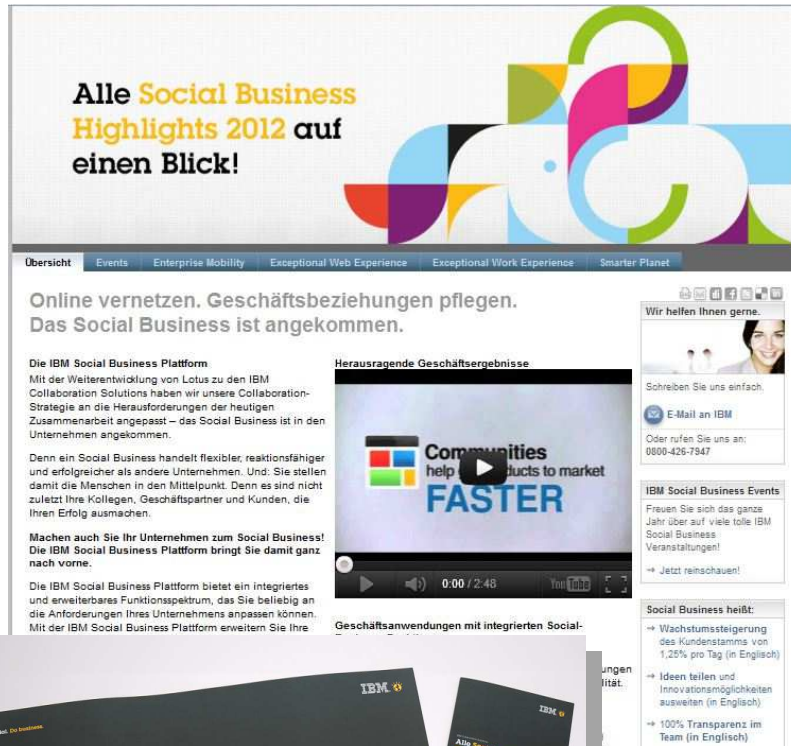 Alle Social Business
Highlights 2012 auf
einen Blick!
Übersicht Events Enterprise Mobility Exceptional Web Experience Exceptional Work Experience Smarter Planet
Online vernetzen. Geschäftsbeziehungen pflegen.
Das Social Business ist angekommen.
Die IBM Social Business Plattform
Mit der Weiterentwicklung von Lotus zu den IBM
Collaboration Solutions haben wir unsere Collaboration-
Strategie an die Herausforderungen der heutigen
Zusammenarbeit angepasst – das Social Business ist in den
Unternehmen angekommen.
Denn ein Social Business handelt flexibler, reaktionsfähiger
und erfolgreicher als andere Unternehmen. Und: Sie stellen
damit die Menschen in den Mittelpunkt. Denn es sind nicht
zuletzt Ihre Kollegen, Geschäftspartner und Kunden, die
Ihren Erfolg ausmachen.
Machen auch Sie Ihr Unternehmen zum Social Business!
Die IBM Social Business Plattform bringt Sie damit ganz
nach vorne.
Die IBM Social Business Plattform bietet ein integriertes
und erweiterbares Funktionsspektrum, das Sie beliebig an
die Anforderungen Ihres Unternehmens anpassen können.
Mit der IBM Social Business Plattform erweitern Sie Ihre
Herausragende Geschäftsergebnisse
Communities
help products to market
FASTER
0:00 / 2:48 YouTube
Geschäftsanwendungen mit integrierten Social-
ungen
lität.
Wir helfen Ihnen gerne.
Schreiben Sie uns einfach.
E-Mail an IBM
Oder rufen Sie uns an:
0800-426-7947
IBM Social Business Events
Freuen Sie sich das ganze
Jahr über auf viele tolle IBM
Social Business
Veranstaltungen!
→ Jetzt reinschauen!
Social Business heißt:
→ Wachstumssteigerung
des Kundenstamms von
1,25% pro Tag (in Englisch)
→ Ideen teilen und
Innovationsmöglichkeiten
ausweiten (in Englisch)
→ 100% Transparenz im
Team (in Englisch)
IBM
Do business.
IBM
Alle